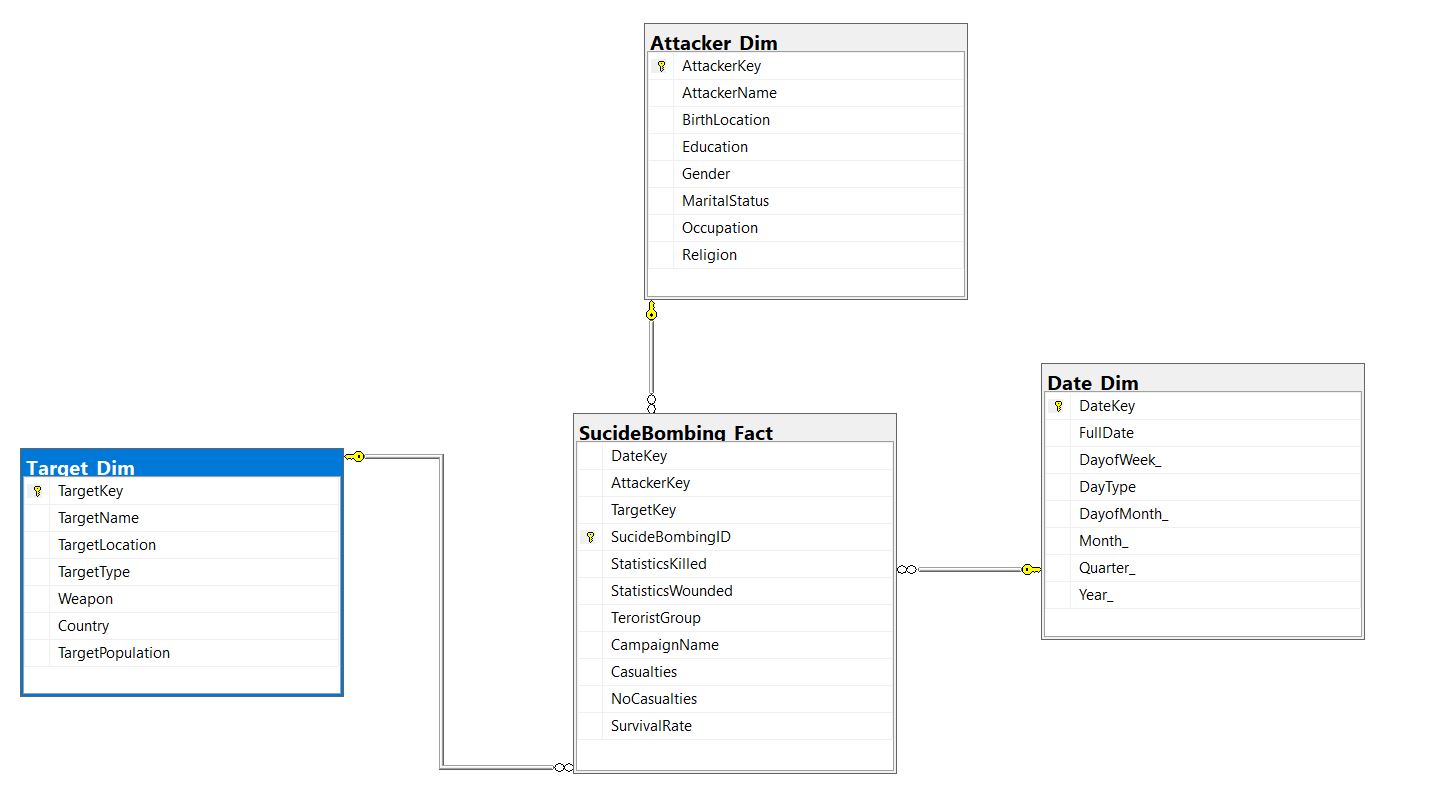 Attacker_Dim
AttackerKey
AttackerName
BirthLocation
Education
Gender
MaritalStatus
Occupation
Religion
Date_Dim
DateKey
FullDate
DayofWeek_
DayType
DayofMonth_
Month_
Quarter_
Year_
SucideBombing_Fact
DateKey
AttackerKey
TargetKey
SucideBombingID
StatisticsKilled
StatisticsWounded
TeroristGroup
CampaignName
Casualties
NoCasualties
SurvivalRate
Target_Dim
TargetKey
TargetName
TargetLocation
TargetType
Weapon
Country
TargetPopulation